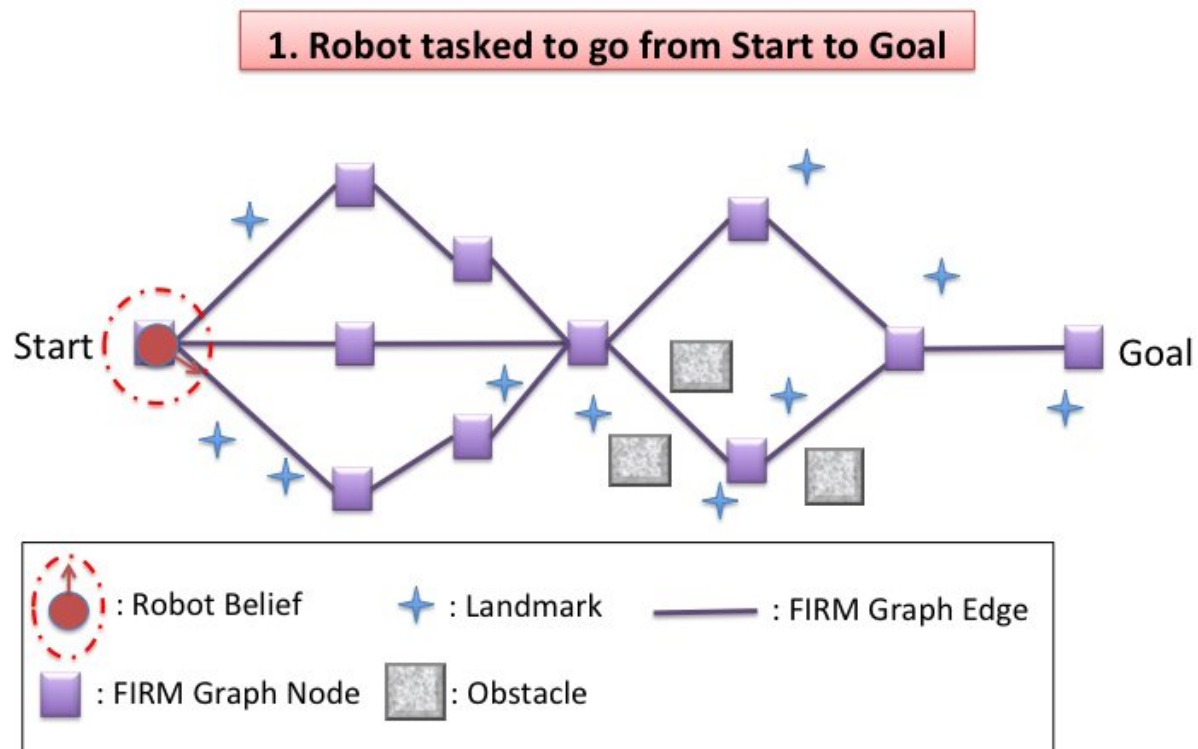 1. Robot tasked to go from Start to Goal
Start
Goal
: Robot Belief
: Landmark
: FIRM Graph Edge
: FIRM Graph Node
: Obstacle